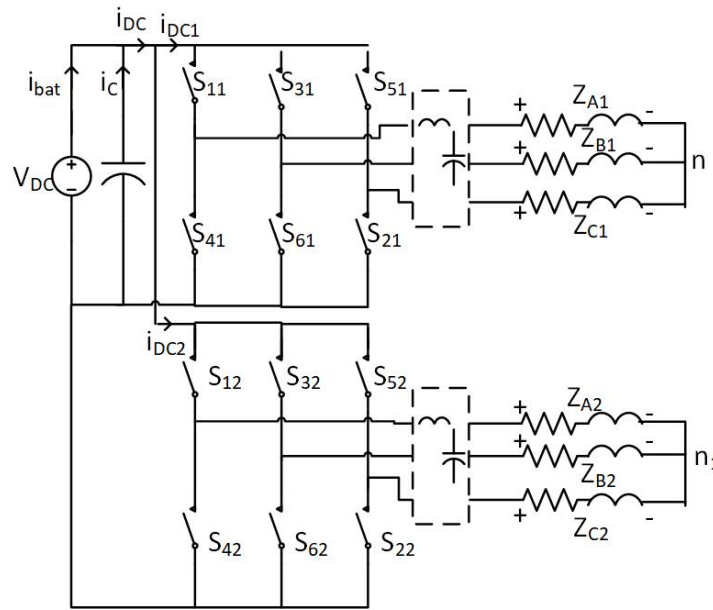 i_DC
i_DC1
i_bat
i_C
S_11
S_31
S_51
Z_A1
+
-
Z_B1
+
-
n
V_DC
+
-
Z_C1
+
-
S_41
S_61
S_21
i_DC2
S_12
S_32
S_52
Z_A2
+
-
Z_B2
+
-
Z_C2
+
-
S_42
S_62
S_22